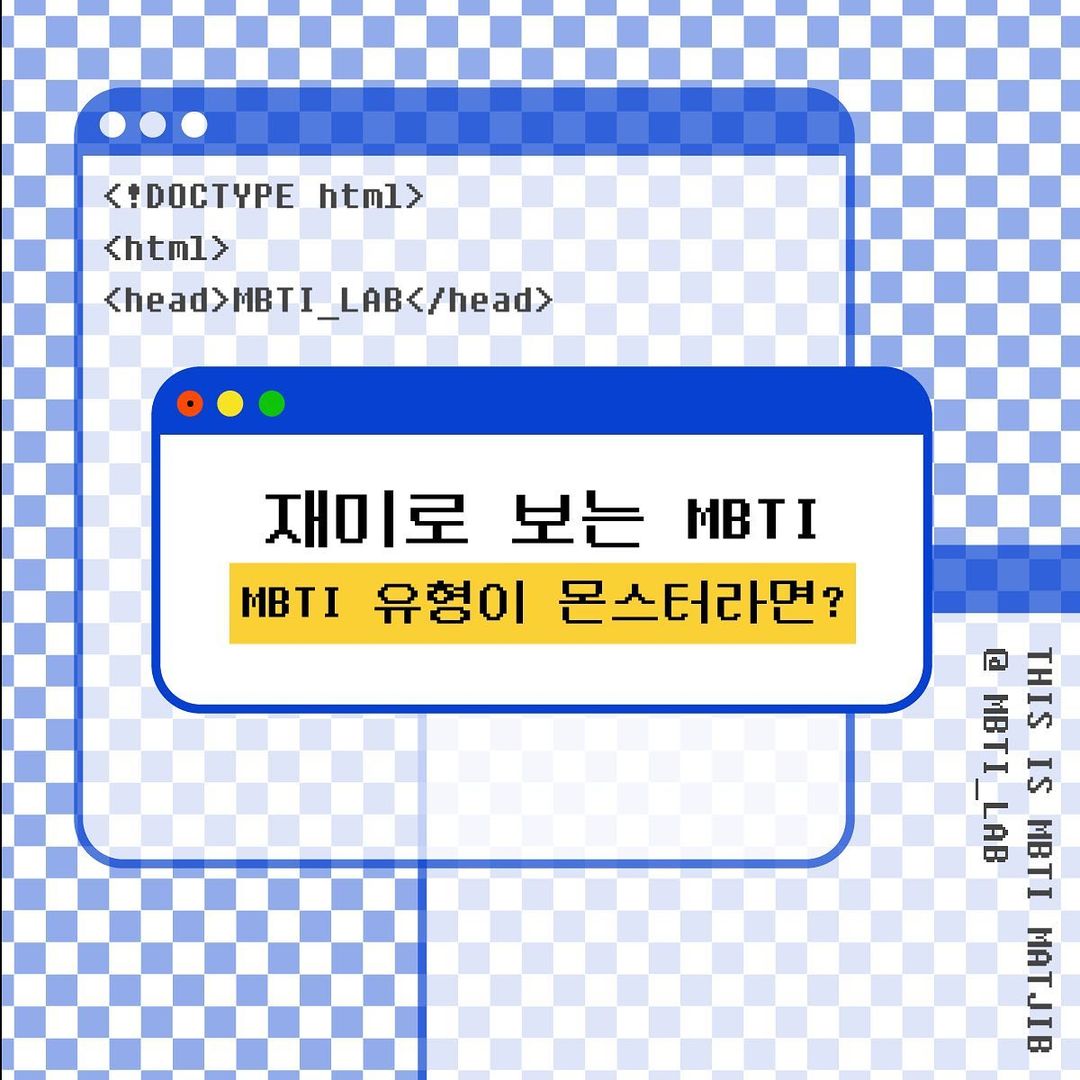 <!DOCTYPE html>
<html>
<head>MBTI_LAB</head>
재미로 보는 MBTI
MBTI 유형이 몬스터라면?
THIS IS MBTI MATJIB
@ MBTI_LAB